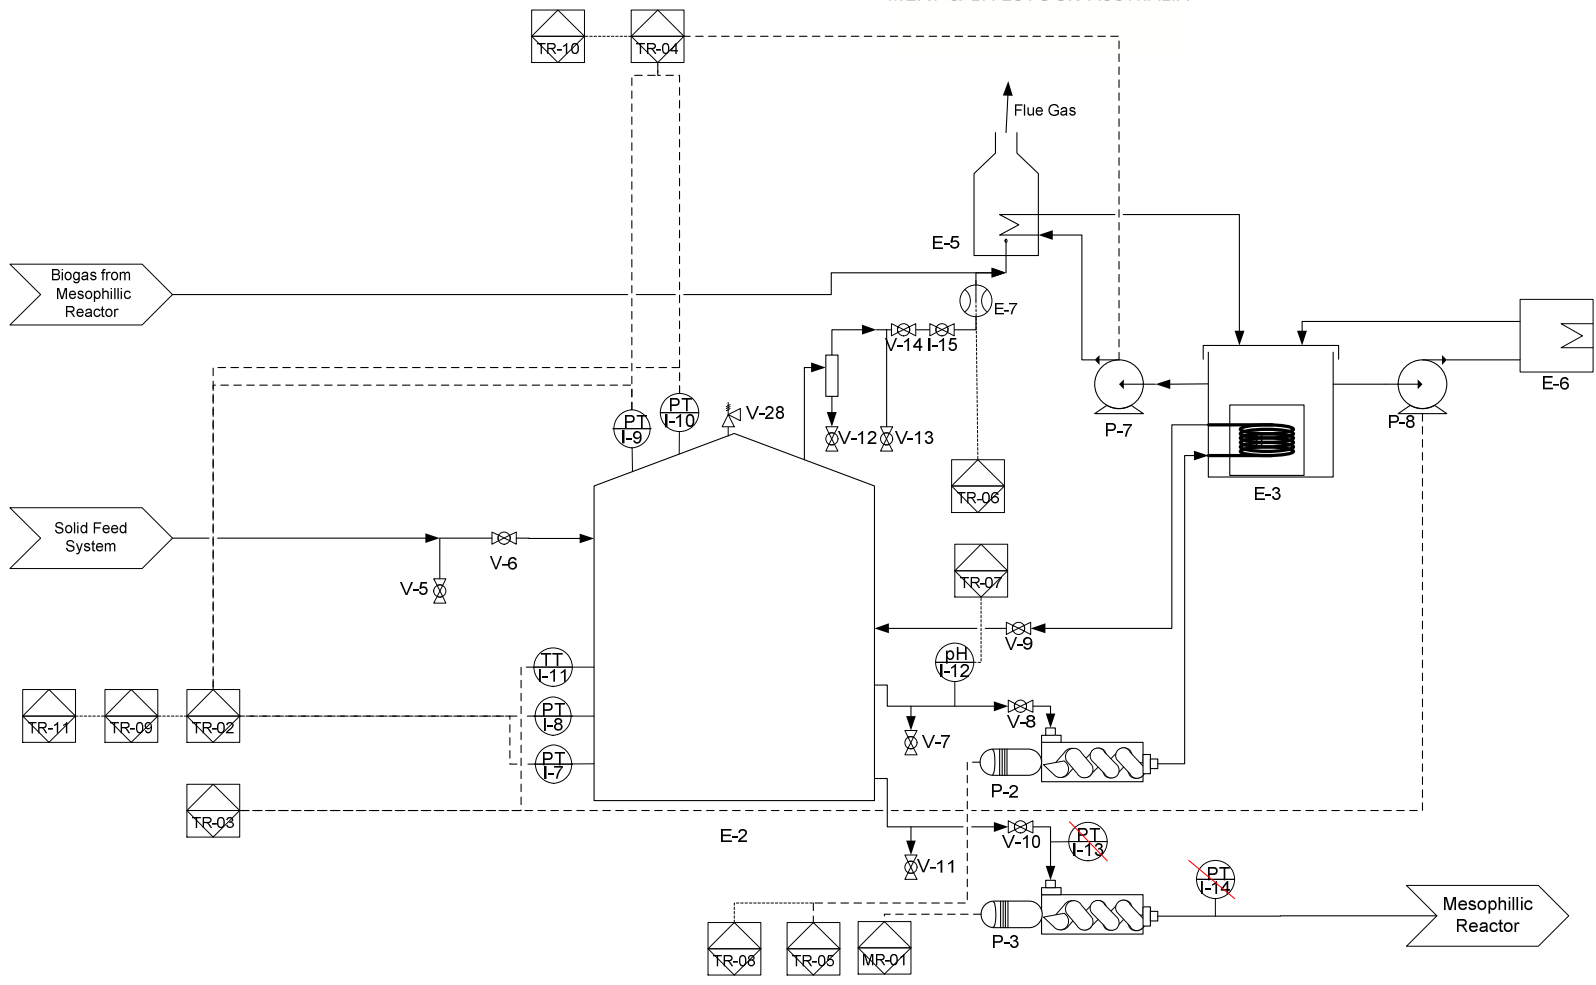 TR-10
TR-04
Flue Gas
E-5
Biogas from
Mesophillic
Reactor
E-7
V-14
I-15
E-6
PT
I-10
PT
I-9
V-28
V-12
V-13
P-7
P-8
TR-06
E-3
Solid Feed
System
V-6
V-5
TR-07
V-9
pH
I-12
TT
I-11
TR-11
TR-09
TR-02
PT
I-8
V-8
V-7
PT
I-7
P-2
TR-03
E-2
V-10
PT
I-13
V-11
PT
I-14
Mesophillic
Reactor
P-3
TR-08
TR-05
MR-01